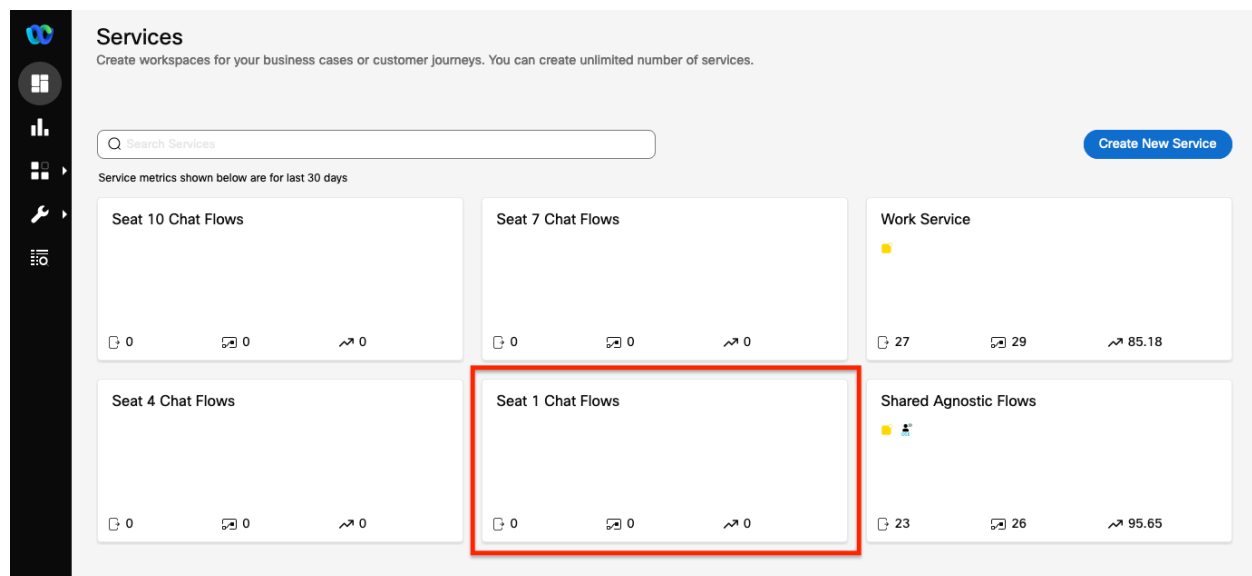 Services
Create workspaces for your business cases or customer journeys. You can create unlimited number of services.
Search Services
Create New Service
Service metrics shown below are for last 30 days
Seat 10 Chat Flows
0 0 0
Seat 7 Chat Flows
0 0 0
Work Service
27 29 85.18
Seat 4 Chat Flows
0 0 0
Seat 1 Chat Flows
0 0 0
Shared Agnostic Flows
23 26 95.65